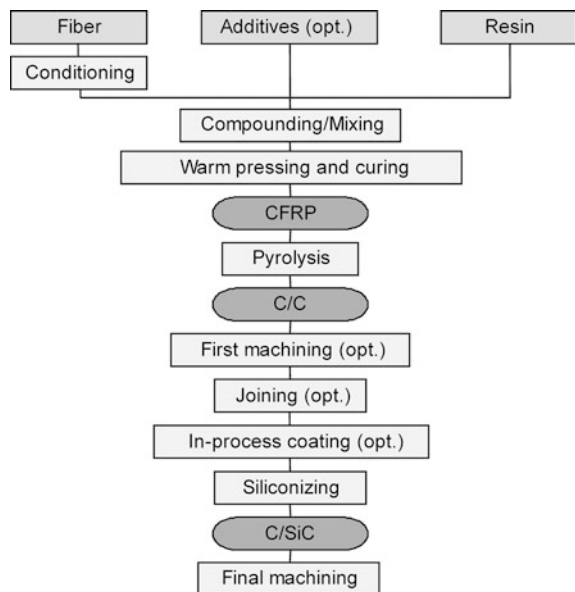 Fiber
Additives (opt.)
Resin
Conditioning
Compounding/Mixing
Warm pressing and curing
CFRP
Pyrolysis
C/C
First machining (opt.)
Joining (opt.)
In-process coating (opt.)
Siliconizing
C/SiC
Final machining